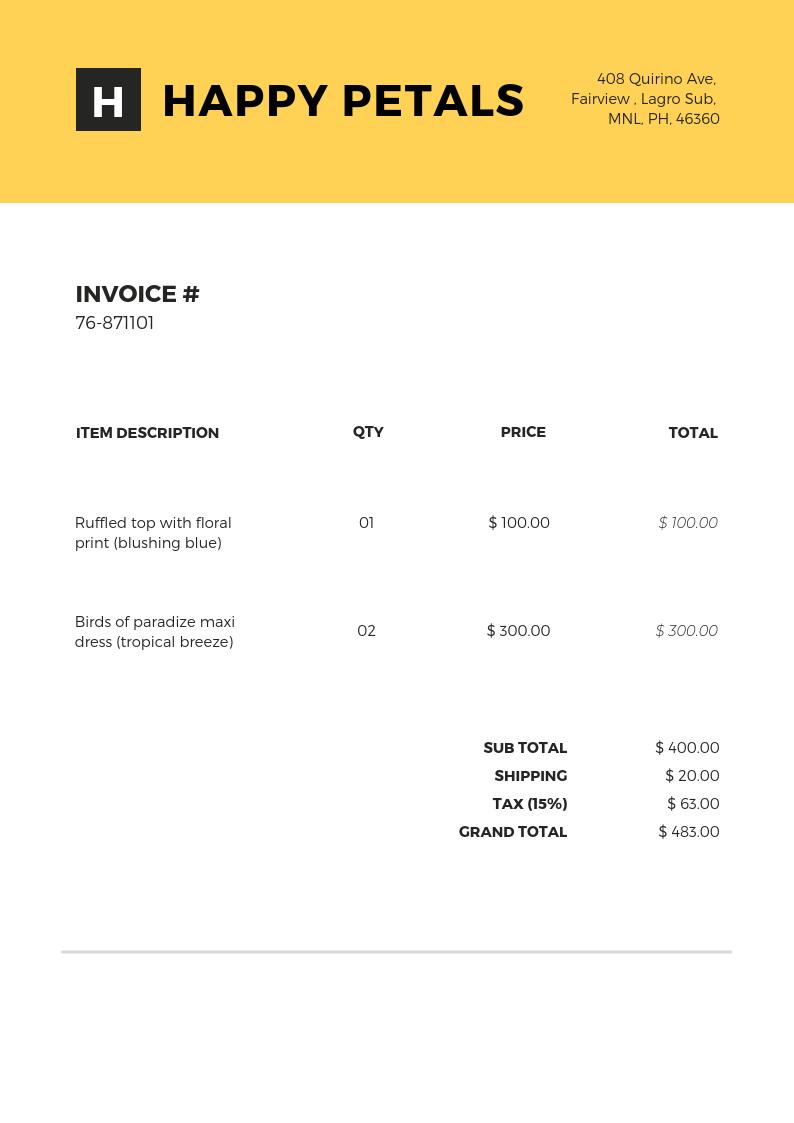 H HAPPY PETALS
408 Quirino Ave,
Fairview , Lagro Sub,
MNL, PH, 46360
INVOICE #
76-871101
ITEM DESCRIPTION QTY PRICE TOTAL
Ruffled top with floral
print (blushing blue) 01 $ 100.00 $ 100.00
Birds of paradize maxi
dress (tropical breeze) 02 $ 300.00 $ 300.00
SUB TOTAL $ 400.00
SHIPPING $ 20.00
TAX (15%) $ 63.00
GRAND TOTAL $ 483.00